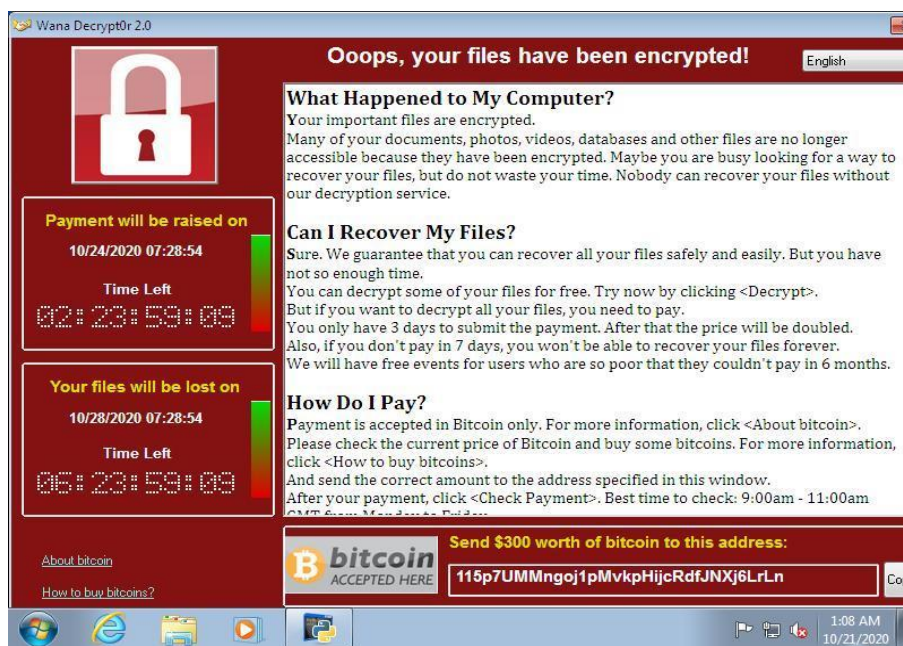 Wana Decrypt0r 2.0
Ooops, your files have been encrypted!
English
What Happened to My Computer?
Your important files are encrypted.
Many of your documents, photos, videos, databases and other files are no longer
accessible because they have been encrypted. Maybe you are busy looking for a way to
recover your files, but do not waste your time. Nobody can recover your files without
our decryption service.
Can I Recover My Files?
Sure. We guarantee that you can recover all your files safely and easily. But you have
not so enough time.
You can decrypt some of your files for free. Try now by clicking <Decrypt>.
But if you want to decrypt all your files, you need to pay.
You only have 3 days to submit the payment. After that the price will be doubled.
Also, if you don't pay in 7 days, you won't be able to recover your files forever.
We will have free events for users who are so poor that they couldn't pay in 6 months.
How Do I Pay?
Payment is accepted in Bitcoin only. For more information, click <About bitcoin>.
Please check the current price of Bitcoin and buy some bitcoins. For more information,
click <How to buy bitcoins>.
And send the correct amount to the address specified in this window.
After your payment, click <Check Payment>. Best time to check: 9:00am - 11:00am
GMT from Monday to Friday.
Payment will be raised on
10/24/2020 07:28:54
Time Left
02:23:59:09
Your files will be lost on
10/28/2020 07:28:54
Time Left
06:23:59:09
About bitcoin
How to buy bitcoins?
bitcoin
ACCEPTED HERE
Send $300 worth of bitcoin to this address:
115p7UMMngoj1pMvkpHijcRdfJNXj6LrLn
Co
1:08 AM
10/21/2020